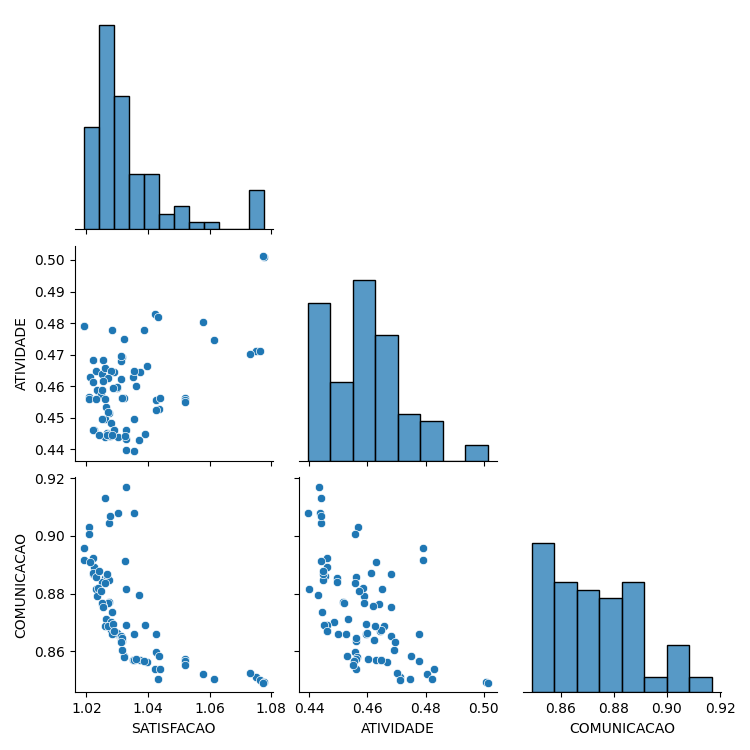 0.50
0.49
0.48
0.47
0.46
0.45
0.44
ATIVIDADE
0.92
0.90
0.88
0.86
COMUNICACAO
1.02 1.04 1.06 1.08
SATISFACAO
0.44 0.46 0.48 0.50
ATIVIDADE
0.86 0.88 0.90 0.92
COMUNICACAO